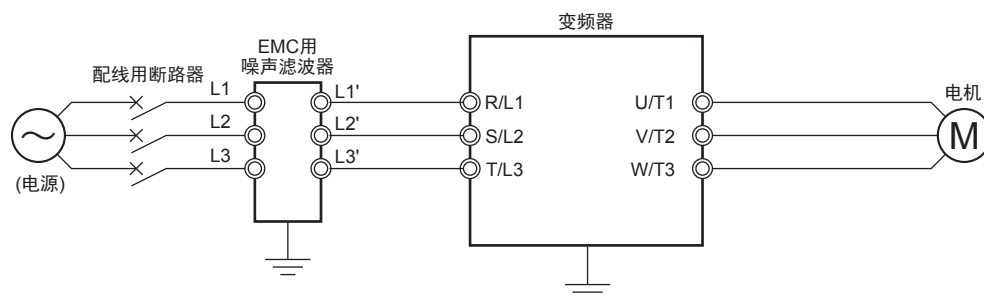 变频器
EMC用
噪声滤波器
配线用断路器
L1
L1'
R/L1
U/T1
电机
L2
L2'
S/L2
V/T2
M
L3
L3'
T/L3
W/T3
(电源)